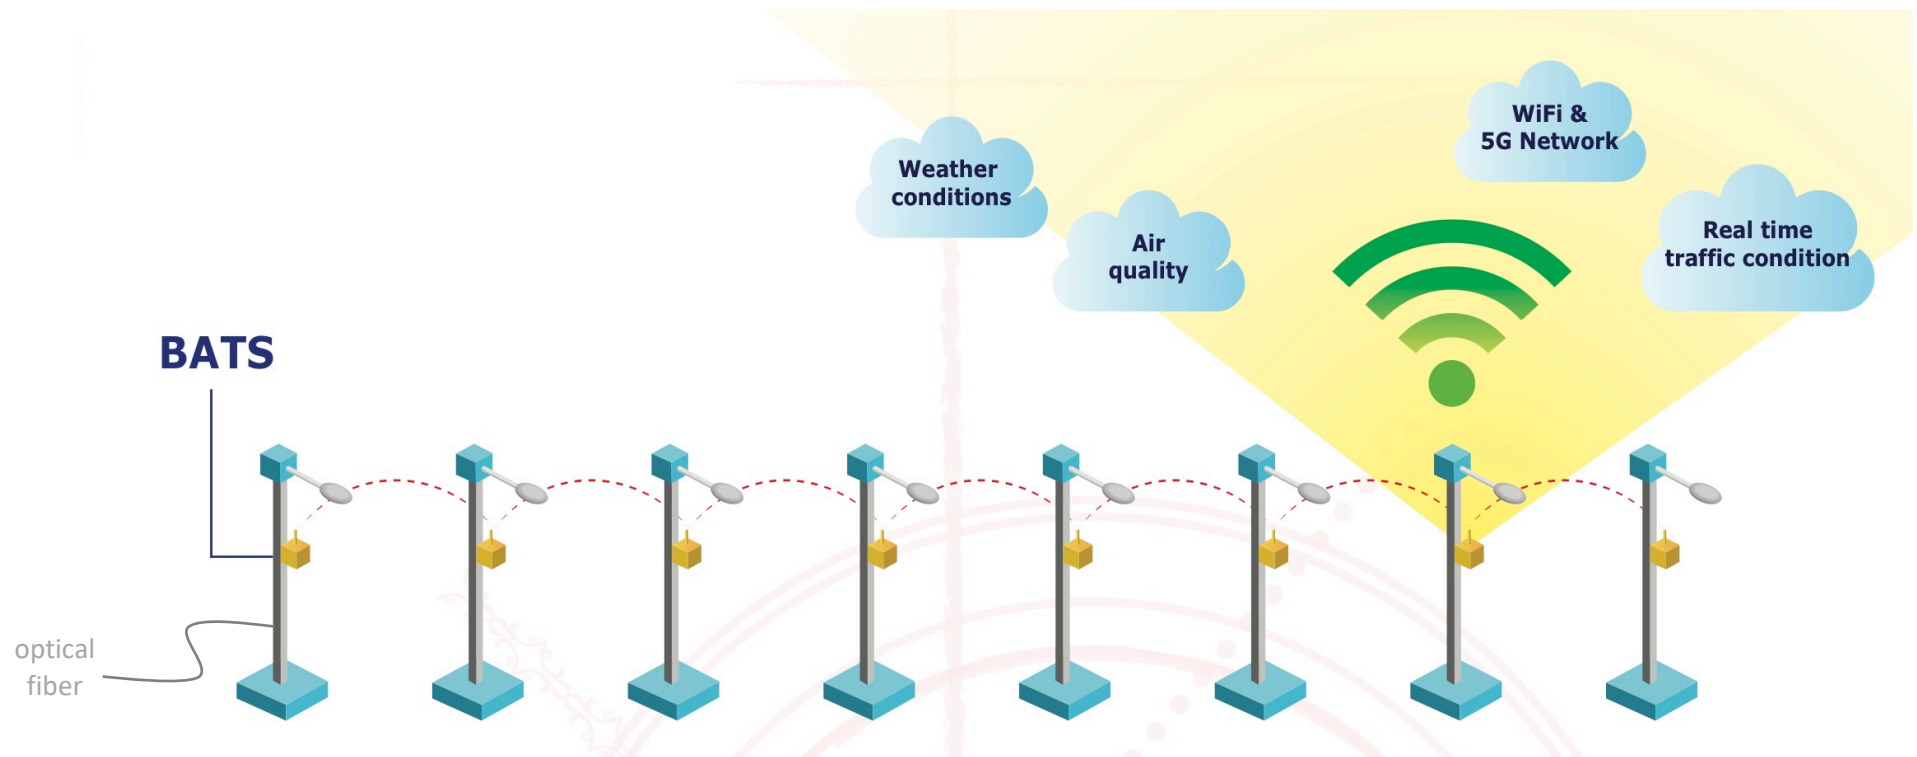 WiFi &
5G Network
Weather
conditions
Real time
traffic condition
Air
quality
BATS
optical
fiber